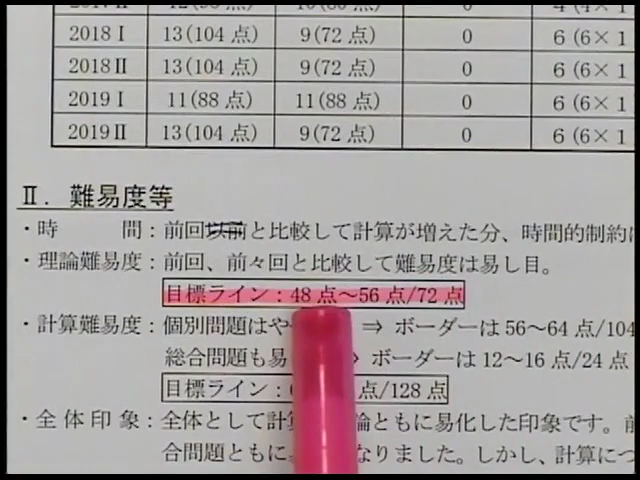 2018Ⅰ 13(104 点) 9(72 点) 0 6 (6×1
2018Ⅱ 13(104 点) 9(72 点) 0 6 (6×1
2019Ⅰ 11(88 点) 11(88 点) 0 6 (6×1
2019Ⅱ 13(104 点) 9(72 点) 0 6 (6×1
Ⅱ．難易度等
・時　　間：前回以前と比較して計算が増えた分、時間的制約に
・理論難易度：前回、前々回と比較して難易度は易し目。
目標ライン：48 点～56 点/72 点
・計算難易度：個別問題はや ⇒ ボーダーは 56～64 点/104
総合問題も易 ⇒ ボーダーは 12～16 点/24 点
目標ライン： 点/128 点
・全体印象：全体として計 論ともに易化した印象です。前
合問題ともに なりました。しかし、計算につ